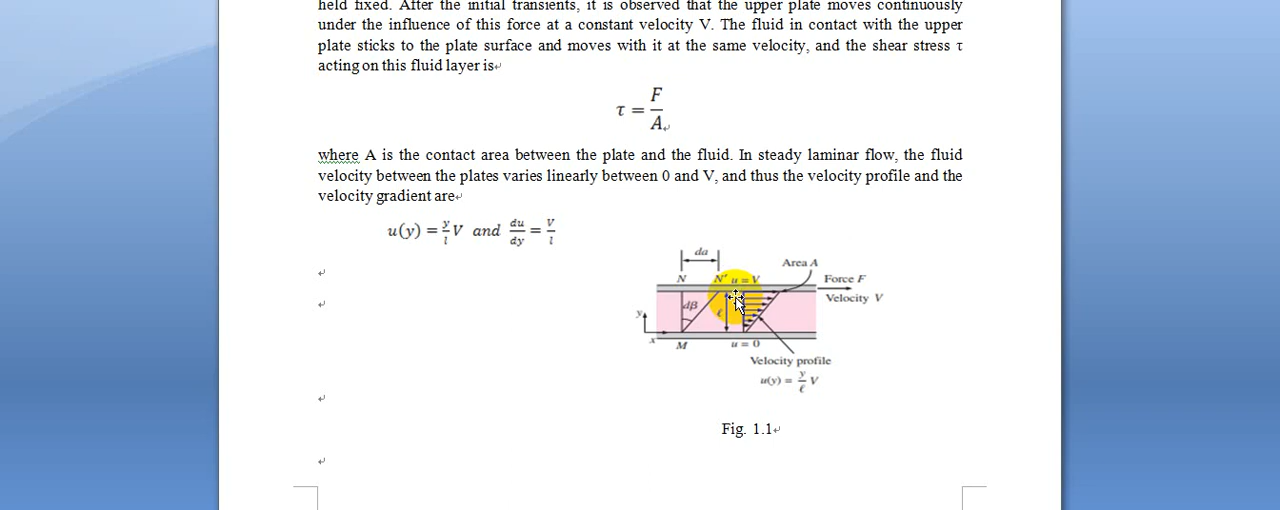 held fixed. After the initial transients, it is observed that the upper plate moves continuously
under the influence of this force at a constant velocity V. The fluid in contact with the upper
plate sticks to the plate surface and moves with it at the same velocity, and the shear stress τ
acting on this fluid layer is
τ = F/A
where A is the contact area between the plate and the fluid. In steady laminar flow, the fluid
velocity between the plates varies linearly between 0 and V, and thus the velocity profile and the
velocity gradient are
u(y) = y/l V and du/dy = V/l
da
Area A
N N′ u = V
Force F
Velocity V
dβ
ℓ
y
x
M
u = 0
Velocity profile
u(y) = y/ℓ V
Fig. 1.1